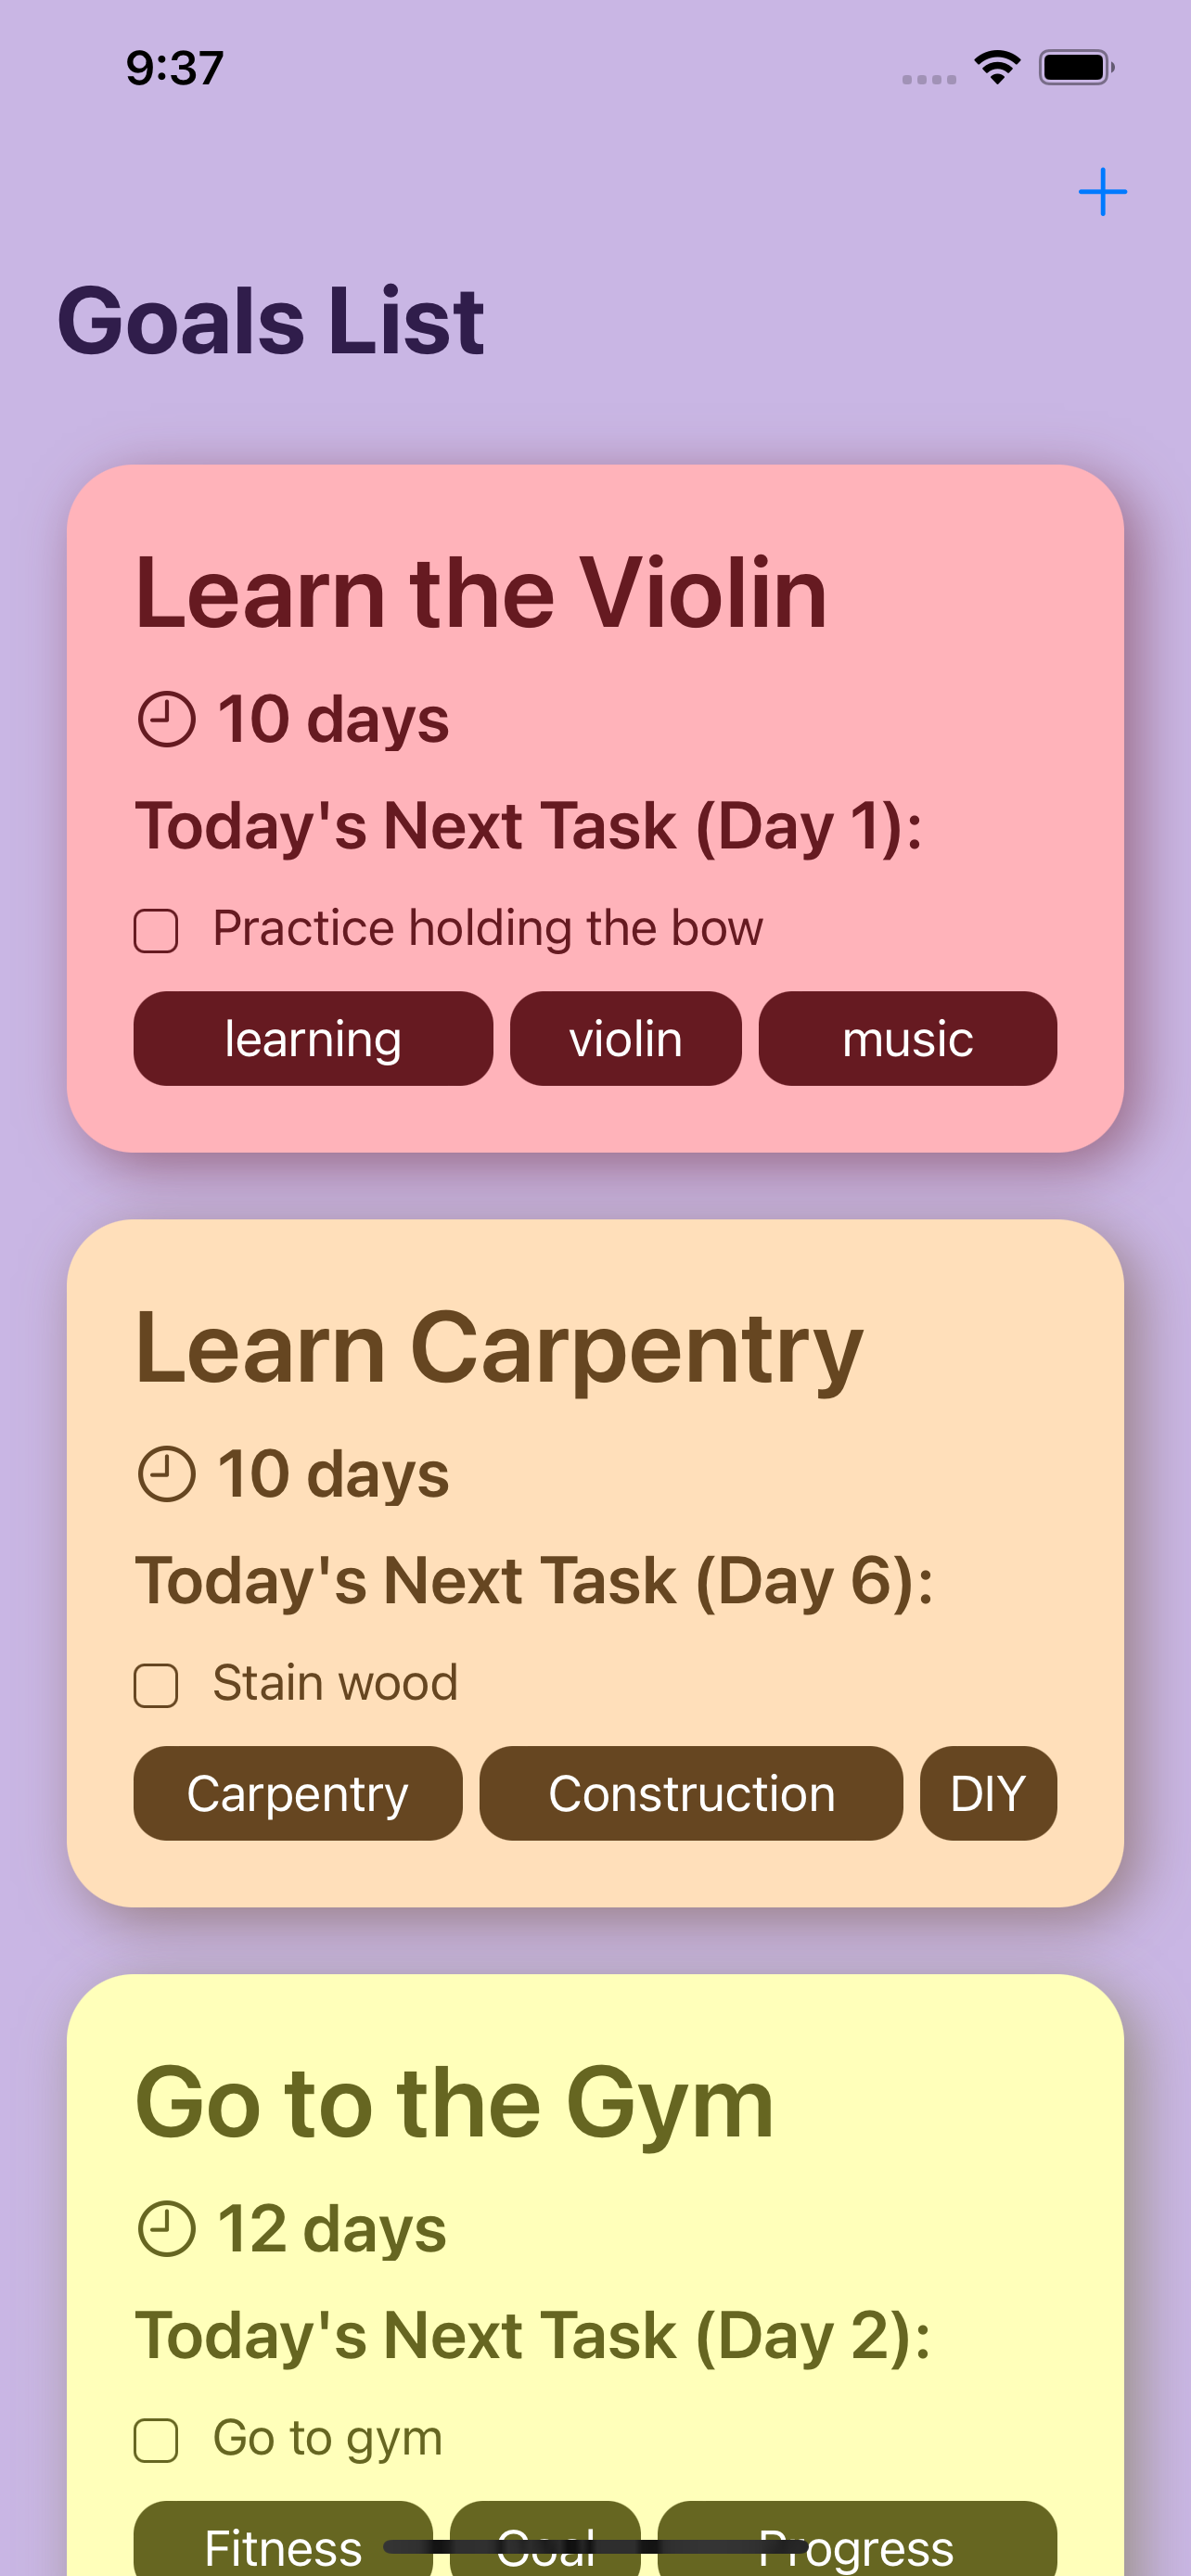 9:37
Goals List
Learn the Violin
10 days
Today's Next Task (Day 1):
Practice holding the bow
learning violin music
Learn Carpentry
10 days
Today's Next Task (Day 6):
Stain wood
Carpentry Construction DIY
Go to the Gym
12 days
Today's Next Task (Day 2):
Go to gym
Fitness Goal Progress